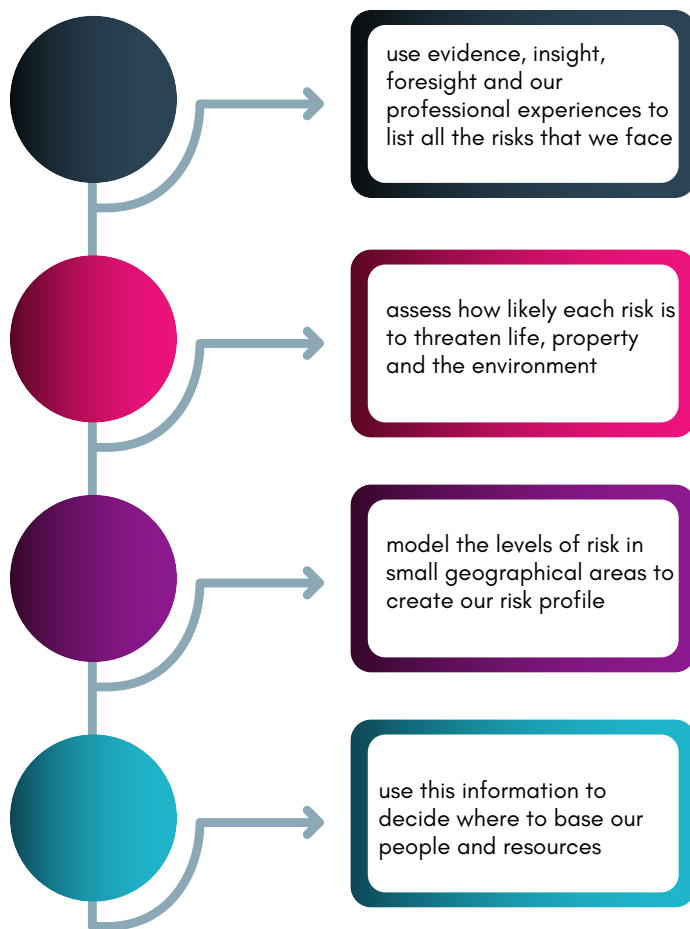 use evidence, insight,
foresight and our
professional experiences to
list all the risks that we face
assess how likely each risk is
to threaten life, property
and the environment
model the levels of risk in
small geographical areas to
create our risk profile
use this information to
decide where to base our
people and resources